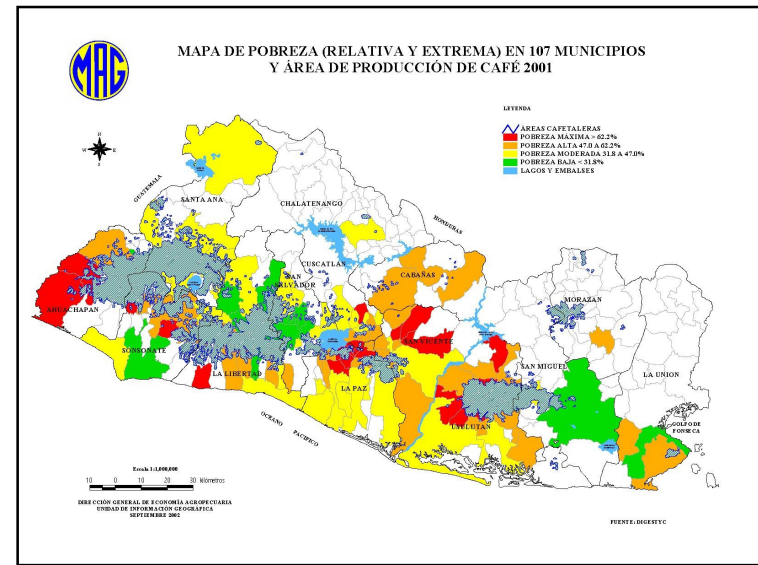 MAG
MAPA DE POBREZA (RELATIVA Y EXTREMA) EN 107 MUNICIPIOS
Y ÁREA DE PRODUCCIÓN DE CAFÉ 2001
LEYENDA
ÁREAS CAFETALERAS
POBREZA MÁXIMA > 62.2%
POBREZA ALTA 47.0 A 62.2%
POBREZA MODERADA 31.8 A 47.0%
POBREZA BAJA < 31.8%
LAGOS Y EMBALSES
N
E
S
GUATEMALA
SANTA ANA
CHALATENANGO
HONDURAS
CUSCATLÁN
CABAÑAS
SAN
SALVADOR
MORAZÁN
AHUACHAPAN
SAN VICENTE
SONSONATE
SAN MIGUEL
LA LIBERTAD
LA UNION
LA PAZ
USULUTAN
GOLFO DE
FONSECA
OCEANO PACIFICO
Escala 1:1,000,000
10 0 10 20 30 Kilómetros
DIRECCIÓN GENERAL DE ECONOMÍA AGROPECUARIA
UNIDAD DE INFORMACIÓN GEOGRÁFICA
SEPTIEMBRE 2002
FUENTE: DIGESTYC